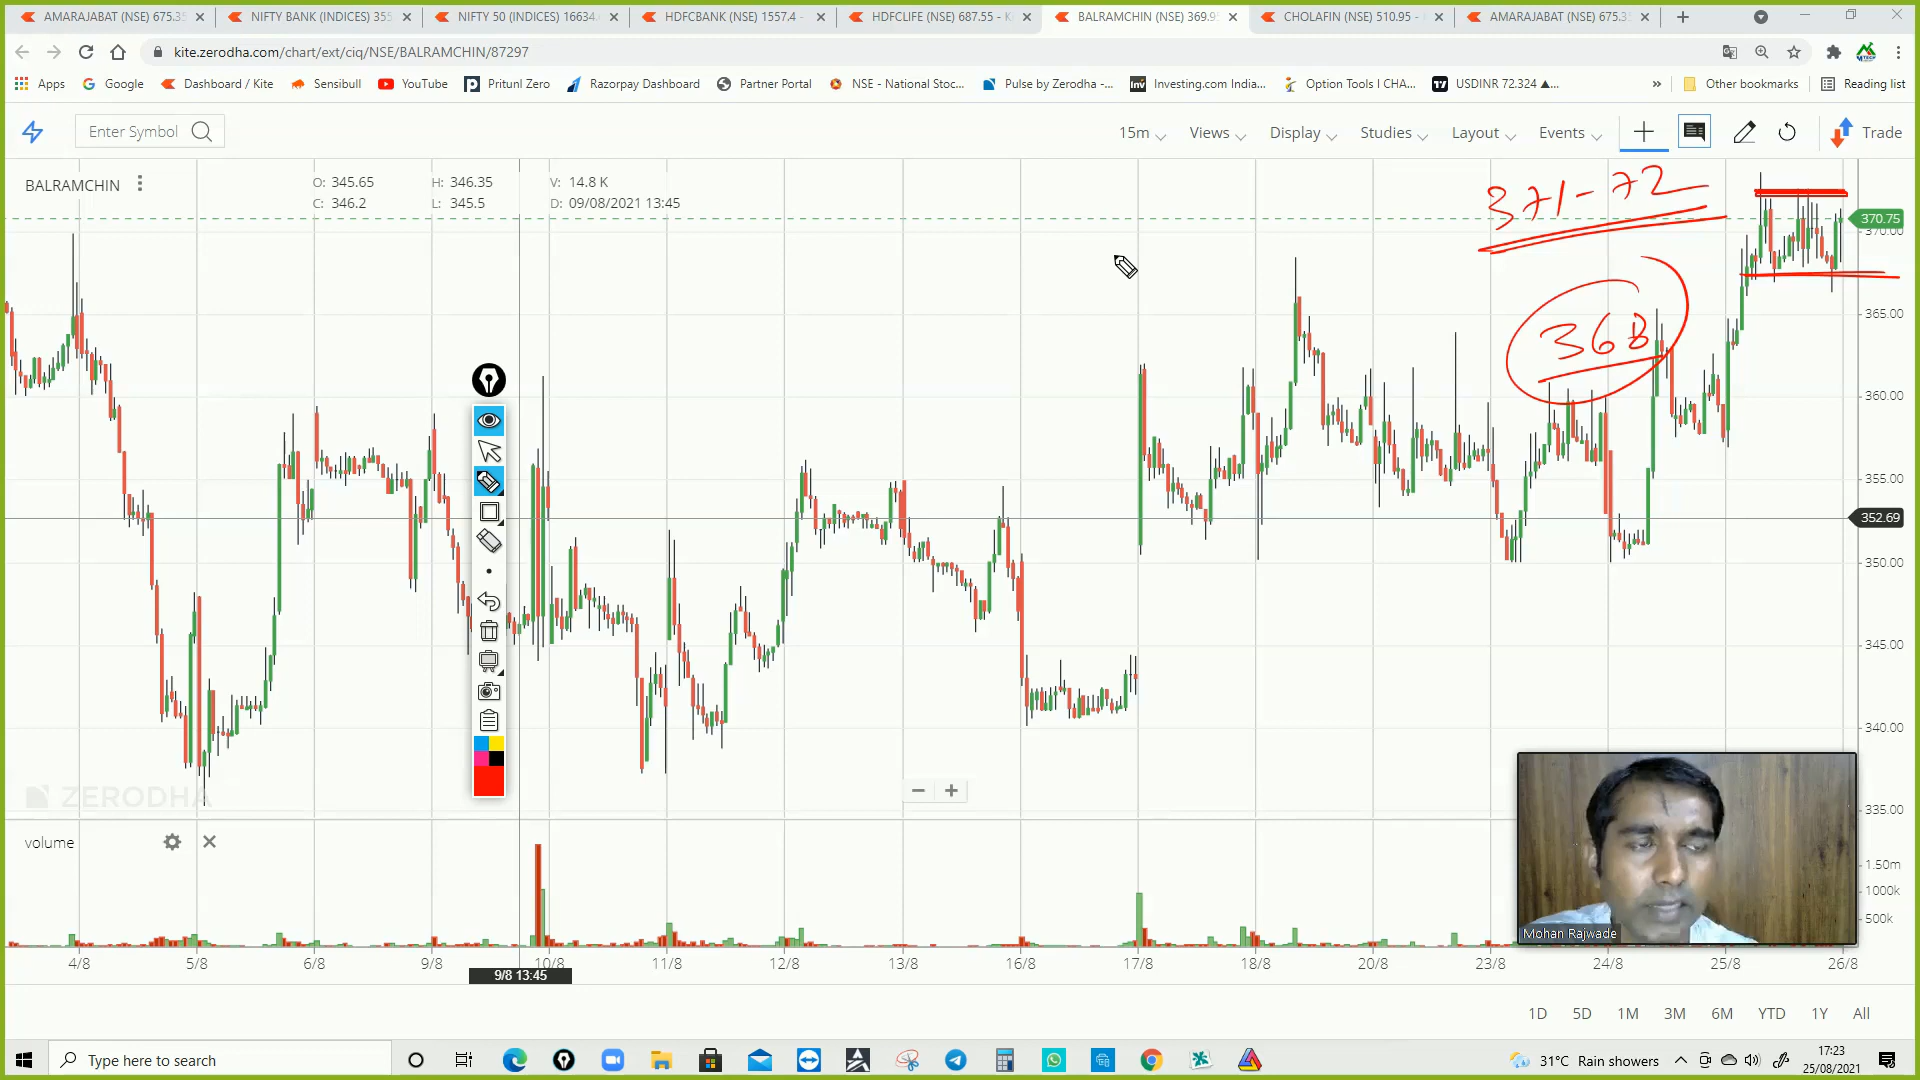 AMARAJABAT (NSE) 675.35
NIFTY BANK (INDICES) 355
NIFTY 50 (INDICES) 16634.
HDFCBANK (NSE) 1557.4 -
HDFCLIFE (NSE) 687.55 - K
BALRAMCHIN (NSE) 369.95
CHOLAFIN (NSE) 510.95 - K
AMARAJABAT (NSE) 675.35
kite.zerodha.com/chart/ext/ciq/NSE/BALRAMCHIN/87297
Apps Google Dashboard / Kite Sensibull YouTube Pritunl Zero Razorpay Dashboard Partner Portal NSE - National Stoc... Pulse by Zerodha -... Investing.com India... Option Tools I CHA... USDINR 72.324 ▲... » Other bookmarks Reading list
Enter Symbol 15m Views Display Studies Layout Events Trade
BALRAMCHIN
O: 345.65 H: 346.35 V: 14.8 K
C: 346.2 L: 345.5 D: 09/08/2021 13:45
371-72
368
370.75
370.00
365.00
360.00
355.00
352.69
350.00
345.00
340.00
335.00
ZERODHA
volume
1.50m
1000k
500k
Mohan Rajwade
4/8 5/8 6/8 9/8 10/8 11/8 12/8 13/8 16/8 17/8 18/8 20/8 23/8 24/8 25/8 26/8
9/8 13:45
1D 5D 1M 3M 6M YTD 1Y All
Type here to search
31°C Rain showers
17:23
25/08/2021